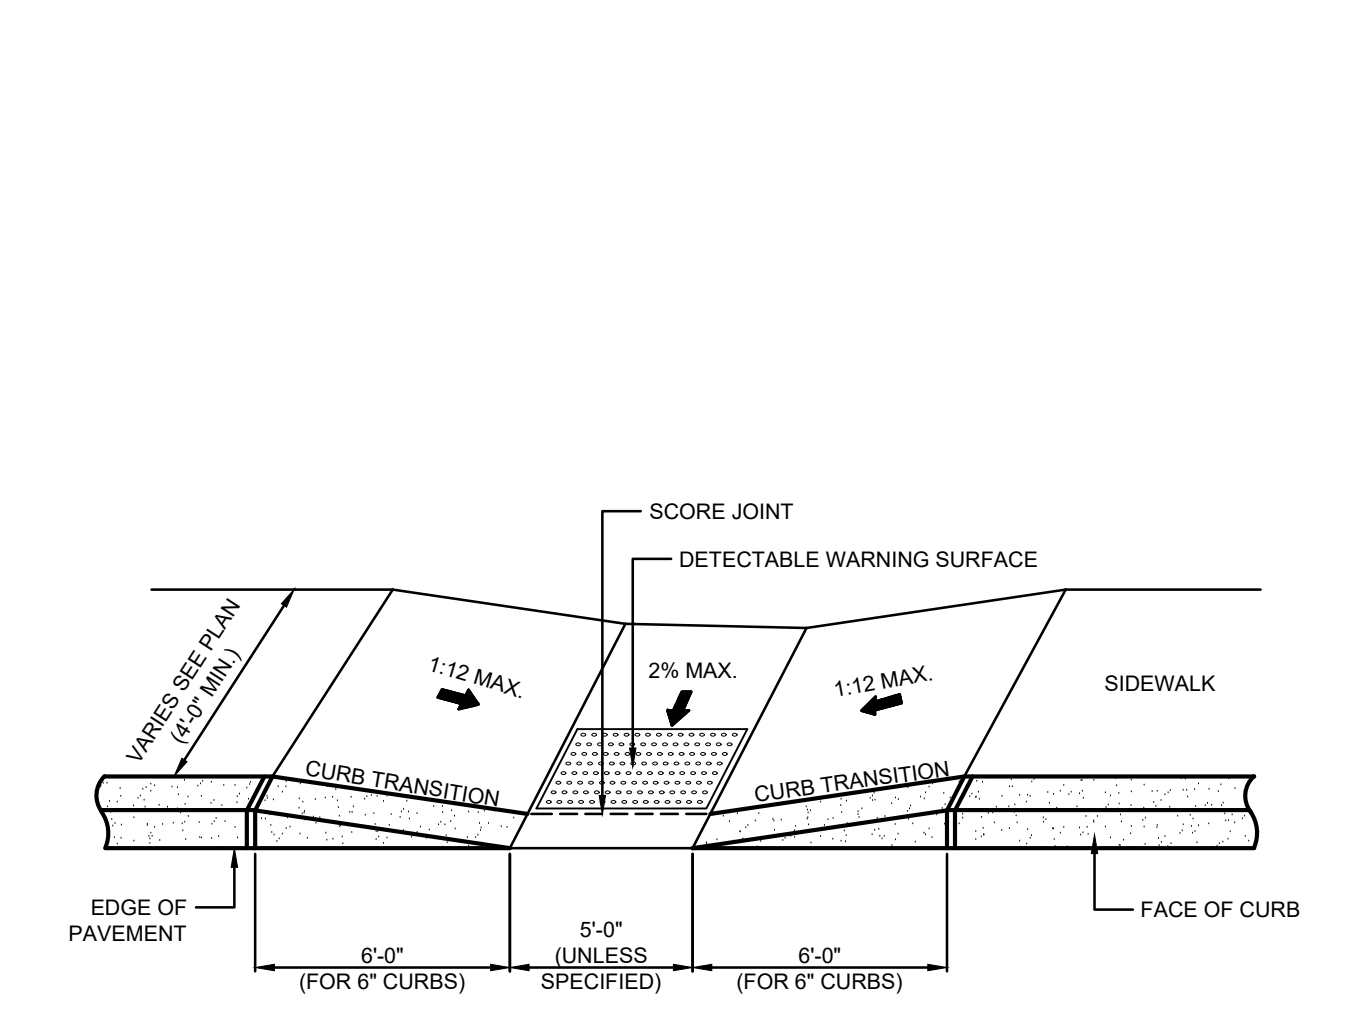 SCORE JOINT
DETECTABLE WARNING SURFACE
VARIES SEE PLAN
(4'-0" MIN.)
1:12 MAX.
2% MAX.
1:12 MAX.
SIDEWALK
CURB TRANSITION
CURB TRANSITION
EDGE OF
PAVEMENT
FACE OF CURB
6'-0"
(FOR 6" CURBS)
5'-0"
(UNLESS
SPECIFIED)
6'-0"
(FOR 6" CURBS)